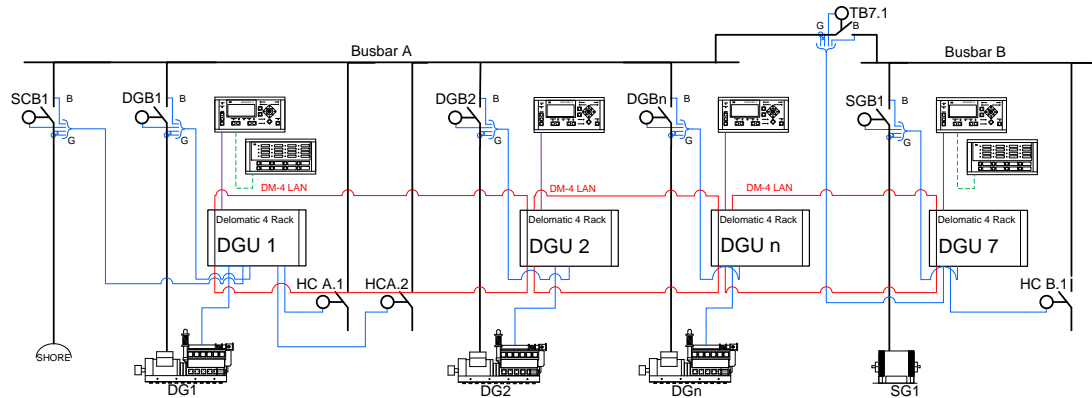 TB7.1
G
B
Busbar A
Busbar B
SCB1
B
G
DGB1
B
G
DGB2
B
G
DGBn
B
G
SGB1
B
G
DM-4 LAN
DM-4 LAN
DM-4 LAN
Delomatic 4 Rack
DGU 1
Delomatic 4 Rack
DGU 2
Delomatic 4 Rack
DGU n
Delomatic 4 Rack
DGU 7
HC A.1
HCA.2
HC B.1
SHORE
DG1
DG2
DGn
SG1